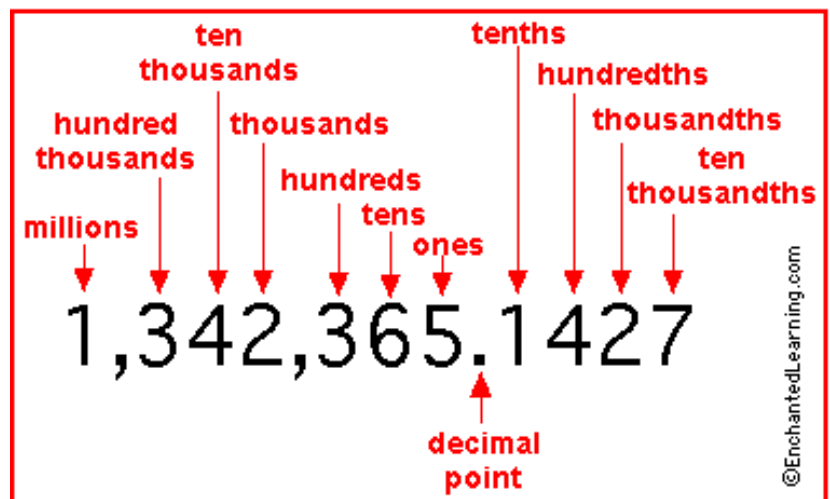 ten
thousands
tenths
hundredths
hundred
thousands
thousands
thousandths
ten
thousandths
hundreds
tens
millions
ones
1,342,365.1427
decimal
point
©EnchantedLearning.com